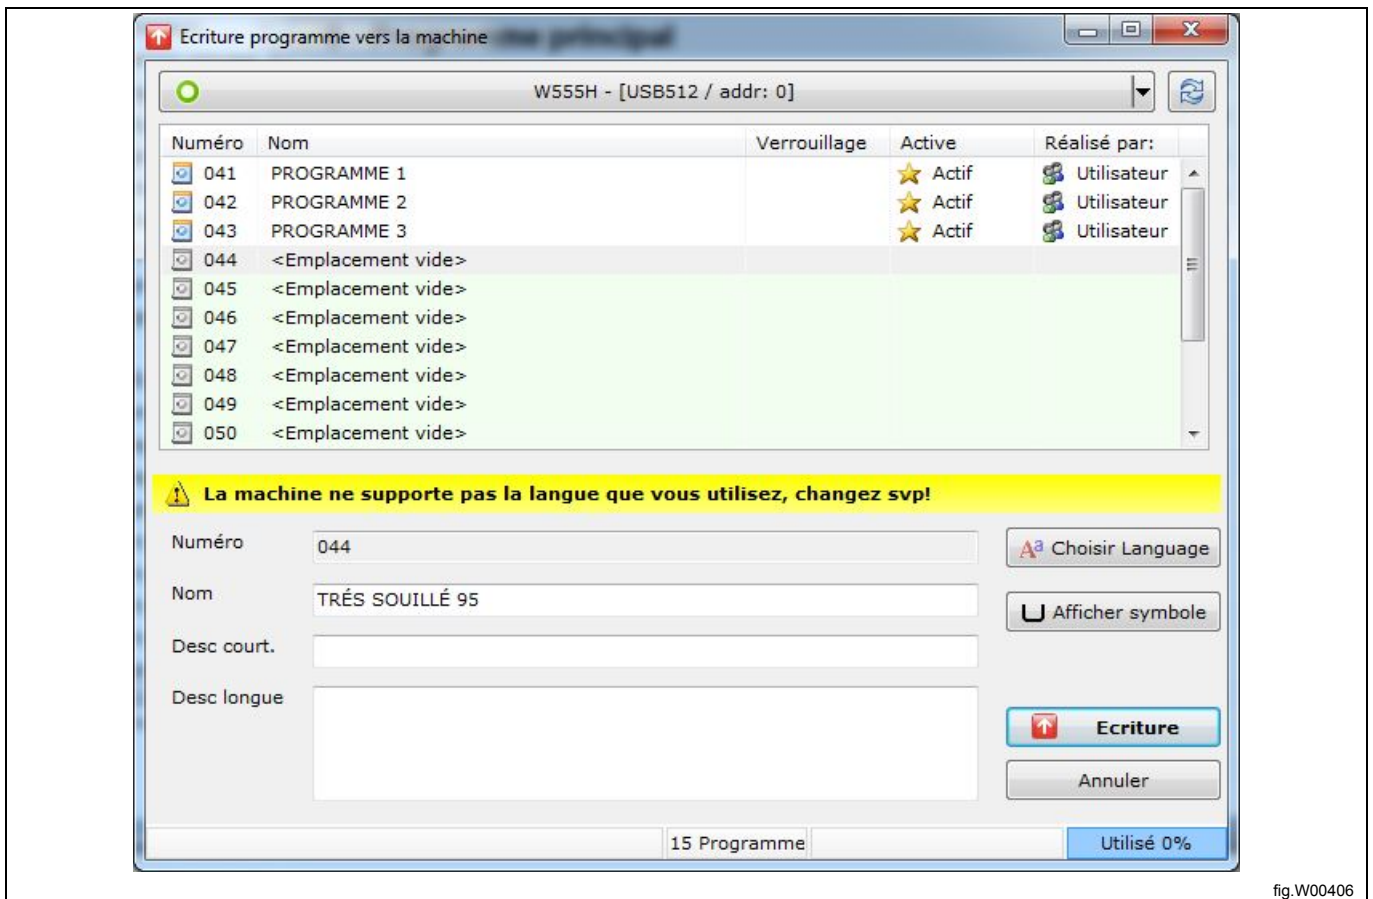 Ecriture programme vers la machine
W555H - [USB512 / addr: 0]
Numéro Nom Verrouillage Active Réalisé par:
041 PROGRAMME 1 Actif Utilisateur
042 PROGRAMME 2 Actif Utilisateur
043 PROGRAMME 3 Actif Utilisateur
044 <Emplacement vide>
045 <Emplacement vide>
046 <Emplacement vide>
047 <Emplacement vide>
048 <Emplacement vide>
049 <Emplacement vide>
050 <Emplacement vide>
La machine ne supporte pas la langue que vous utilisez, changez svp!
Numéro 044 Aa Choisir Language
Nom TRÉS SOUILLÉ 95 Afficher symbole
Desc court.
Desc longue
Ecriture
Annuler
15 Programme Utilisé 0%
fig.W00406